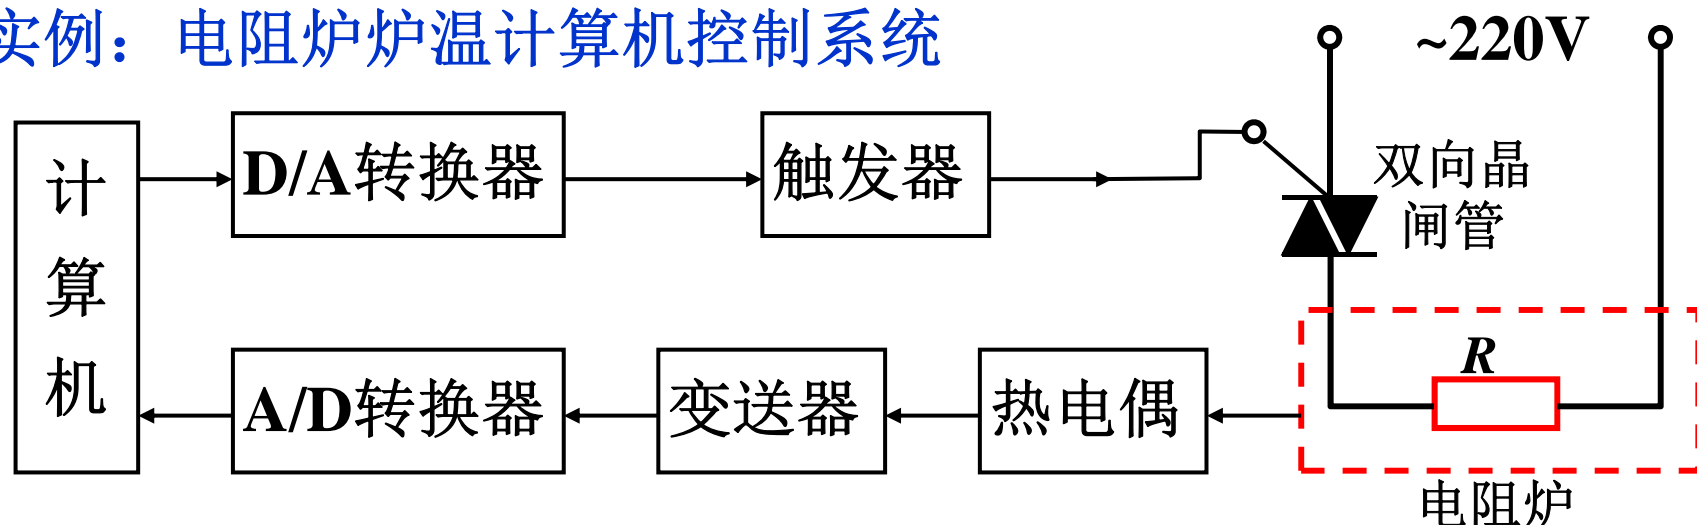 实例：电阻炉炉温计算机控制系统
~220V
计算机
D/A转换器
触发器
双向晶
闸管
R
A/D转换器
变送器
热电偶
电阻炉